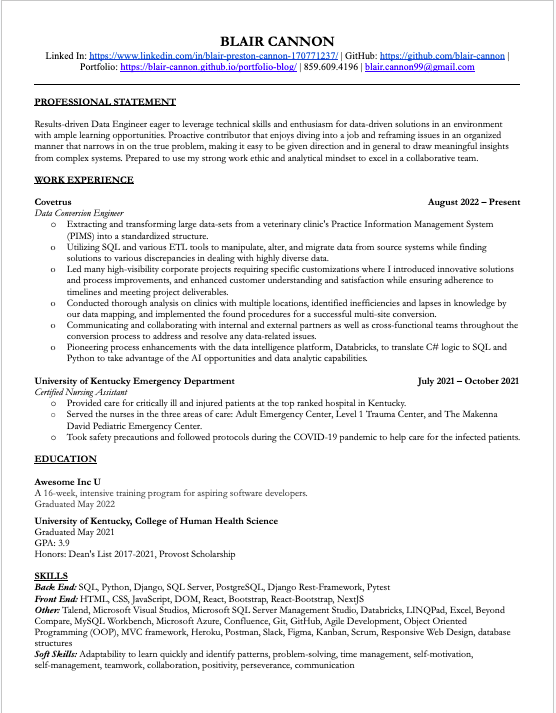 BLAIR CANNON
Linked In: https://www.linkedin.com/in/blair-preston-cannon-170771237/ | GitHub: https://github.com/blair-cannon |
Portfolio: https://blair-cannon.github.io/portfolio-blog/ | 859.609.4196 | blair.cannon99@gmail.com
PROFESSIONAL STATEMENT
Results-driven Data Engineer eager to leverage technical skills and enthusiasm for data-driven solutions in an environment
with ample learning opportunities. Proactive contributor that enjoys diving into a job and reframing issues in an organized
manner that narrows in on the true problem, making it easy to be given direction and in general to draw meaningful insights
from complex systems. Prepared to use my strong work ethic and analytical mindset to excel in a collaborative team.
WORK EXPERIENCE
Covetrus August 2022 – Present
Data Conversion Engineer
o Extracting and transforming large data-sets from a veterinary clinic's Practice Information Management System
(PIMS) into a standardized structure.
o Utilizing SQL and various ETL tools to manipulate, alter, and migrate data from source systems while finding
solutions to various discrepancies in dealing with highly diverse data.
o Led many high-visibility corporate projects requiring specific customizations where I introduced innovative solutions
and process improvements, and enhanced customer understanding and satisfaction while ensuring adherence to
timelines and meeting project deliverables.
o Conducted thorough analysis on clinics with multiple locations, identified inefficiencies and lapses in knowledge by
our data mapping, and implemented the found procedures for a successful multi-site conversion.
o Communicating and collaborating with internal and external partners as well as cross-functional teams throughout the
conversion process to address and resolve any data-related issues.
o Pioneering process enhancements with the data intelligence platform, Databricks, to translate C# logic to SQL and
Python to take advantage of the AI opportunities and data analytic capabilities.
University of Kentucky Emergency Department July 2021 – October 2021
Certified Nursing Assistant
o Provided care for critically ill and injured patients at the top ranked hospital in Kentucky.
o Served the nurses in the three areas of care: Adult Emergency Center, Level 1 Trauma Center, and The Makenna
David Pediatric Emergency Center.
o Took safety precautions and followed protocols during the COVID-19 pandemic to help care for the infected patients.
EDUCATION
Awesome Inc U
A 16-week, intensive training program for aspiring software developers.
Graduated May 2022
University of Kentucky, College of Human Health Science
Graduated May 2021
GPA: 3.9
Honors: Dean's List 2017-2021, Provost Scholarship
SKILLS
Back End: SQL, Python, Django, SQL Server, PostgreSQL, Django Rest-Framework, Pytest
Front End: HTML, CSS, JavaScript, DOM, React, Bootstrap, React-Bootstrap, NextJS
Other: Talend, Microsoft Visual Studios, Microsoft SQL Server Management Studio, Databricks, LINQPad, Excel, Beyond
Compare, MySQL Workbench, Microsoft Azure, Confluence, Git, GitHub, Agile Development, Object Oriented
Programming (OOP), MVC framework, Heroku, Postman, Slack, Figma, Kanban, Scrum, Responsive Web Design, database
structures
Soft Skills: Adaptability to learn quickly and identify patterns, problem-solving, time management, self-motivation,
self-management, teamwork, collaboration, positivity, perseverance, communication